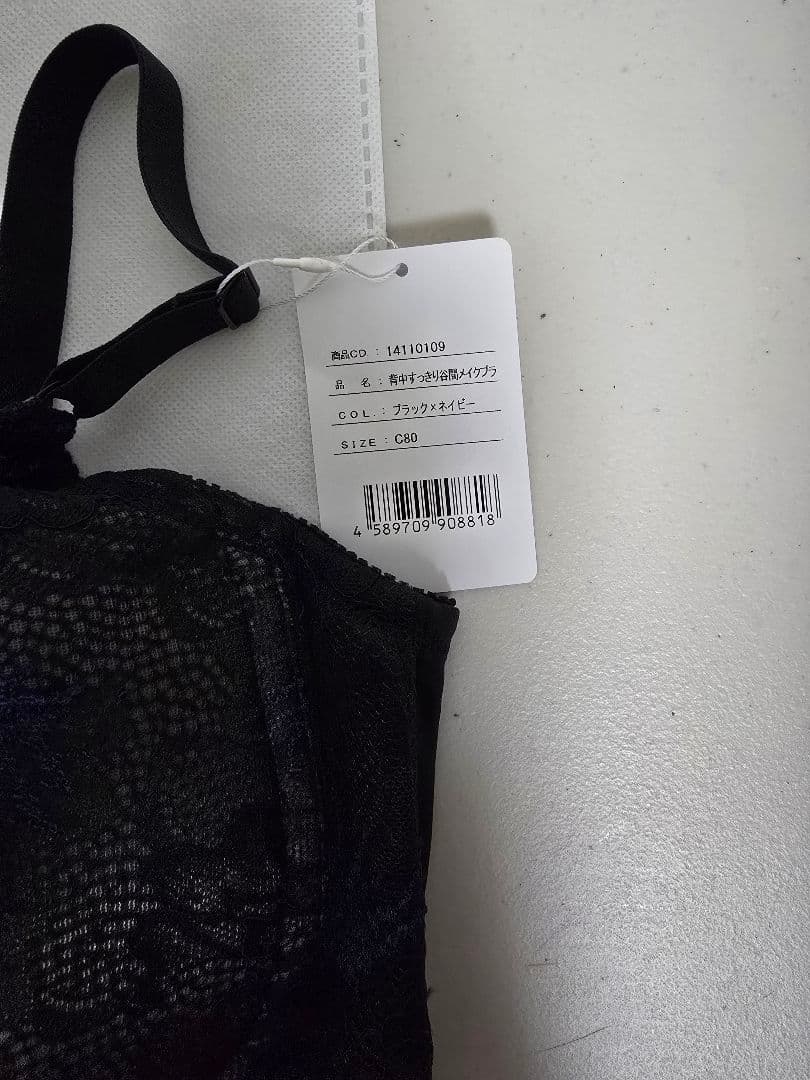 商品CD : 14110109
品 名 : 背中すっきり谷間メイクブラ
COL. : ブラック×ネイビー
SIZE : C80
4 589709 908818